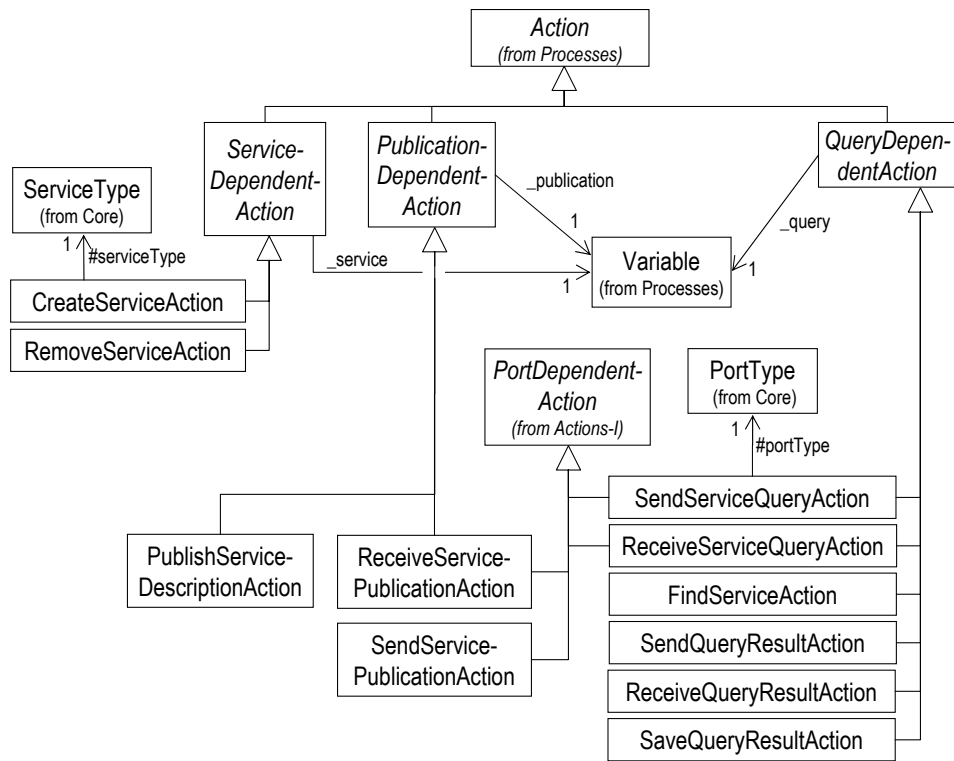 Action
(from Processes)
Service-
Dependent-
Action
Publication-
Dependent-
Action
QueryDepen-
dentAction
ServiceType
(from Core)
1
#serviceType
_publication
1
_query
1
_service
1
Variable
(from Processes)
CreateServiceAction
RemoveServiceAction
PortDependent-
Action
(from Actions-I)
PortType
(from Core)
1
#portType
SendServiceQueryAction
ReceiveServiceQueryAction
FindServiceAction
SendQueryResultAction
ReceiveQueryResultAction
SaveQueryResultAction
PublishService-
DescriptionAction
ReceiveService-
PublicationAction
SendService-
PublicationAction